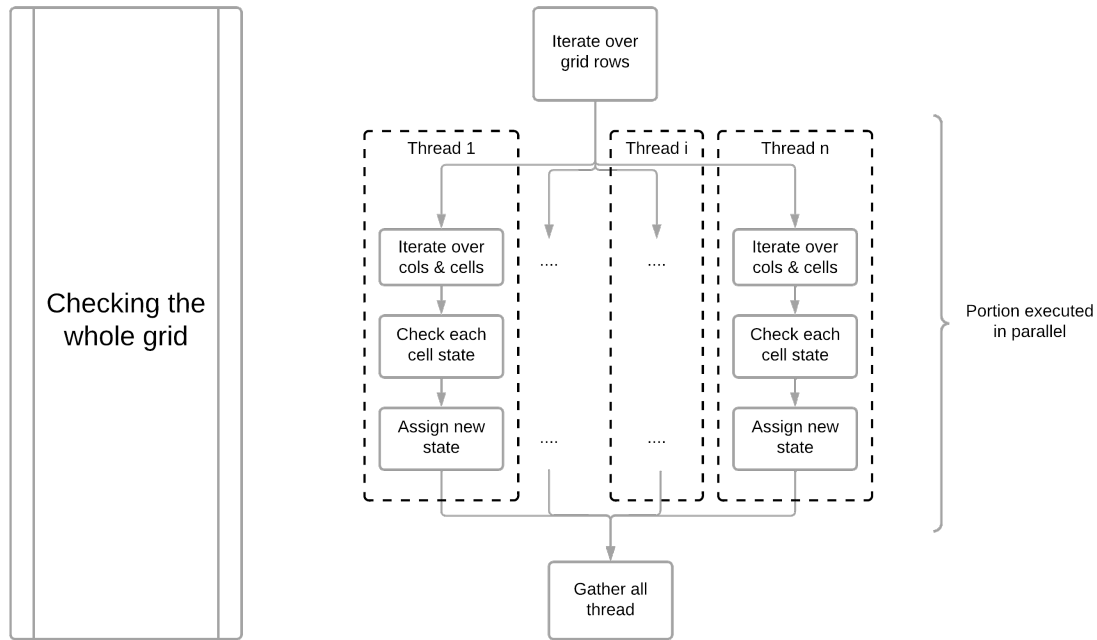 Checking the
whole grid
Iterate over
grid rows
Thread 1
Thread i
Thread n
Iterate over
cols & cells
....
....
Iterate over
cols & cells
Check each
cell state
Check each
cell state
Assign new
state
....
....
Assign new
state
Gather all
thread
Portion executed
in parallel